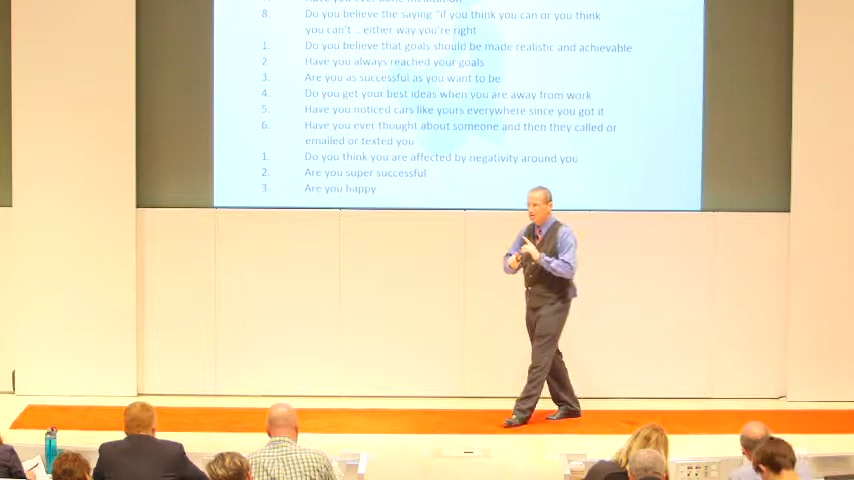 Have you ever done meditation
8. Do you believe the saying "if you think you can or you think
you can't .. either way you're right
1. Do you believe that goals should be made realistic and achievable
2. Have you always reached your goals
3. Are you as successful as you want to be
4. Do you get your best ideas when you are away from work
5. Have you noticed cars like yours everywhere since you got it
6. Have you ever thought about someone and then they called or
emailed or texted you
1. Do you think you are affected by negativity around you
2. Are you super successful
3. Are you happy